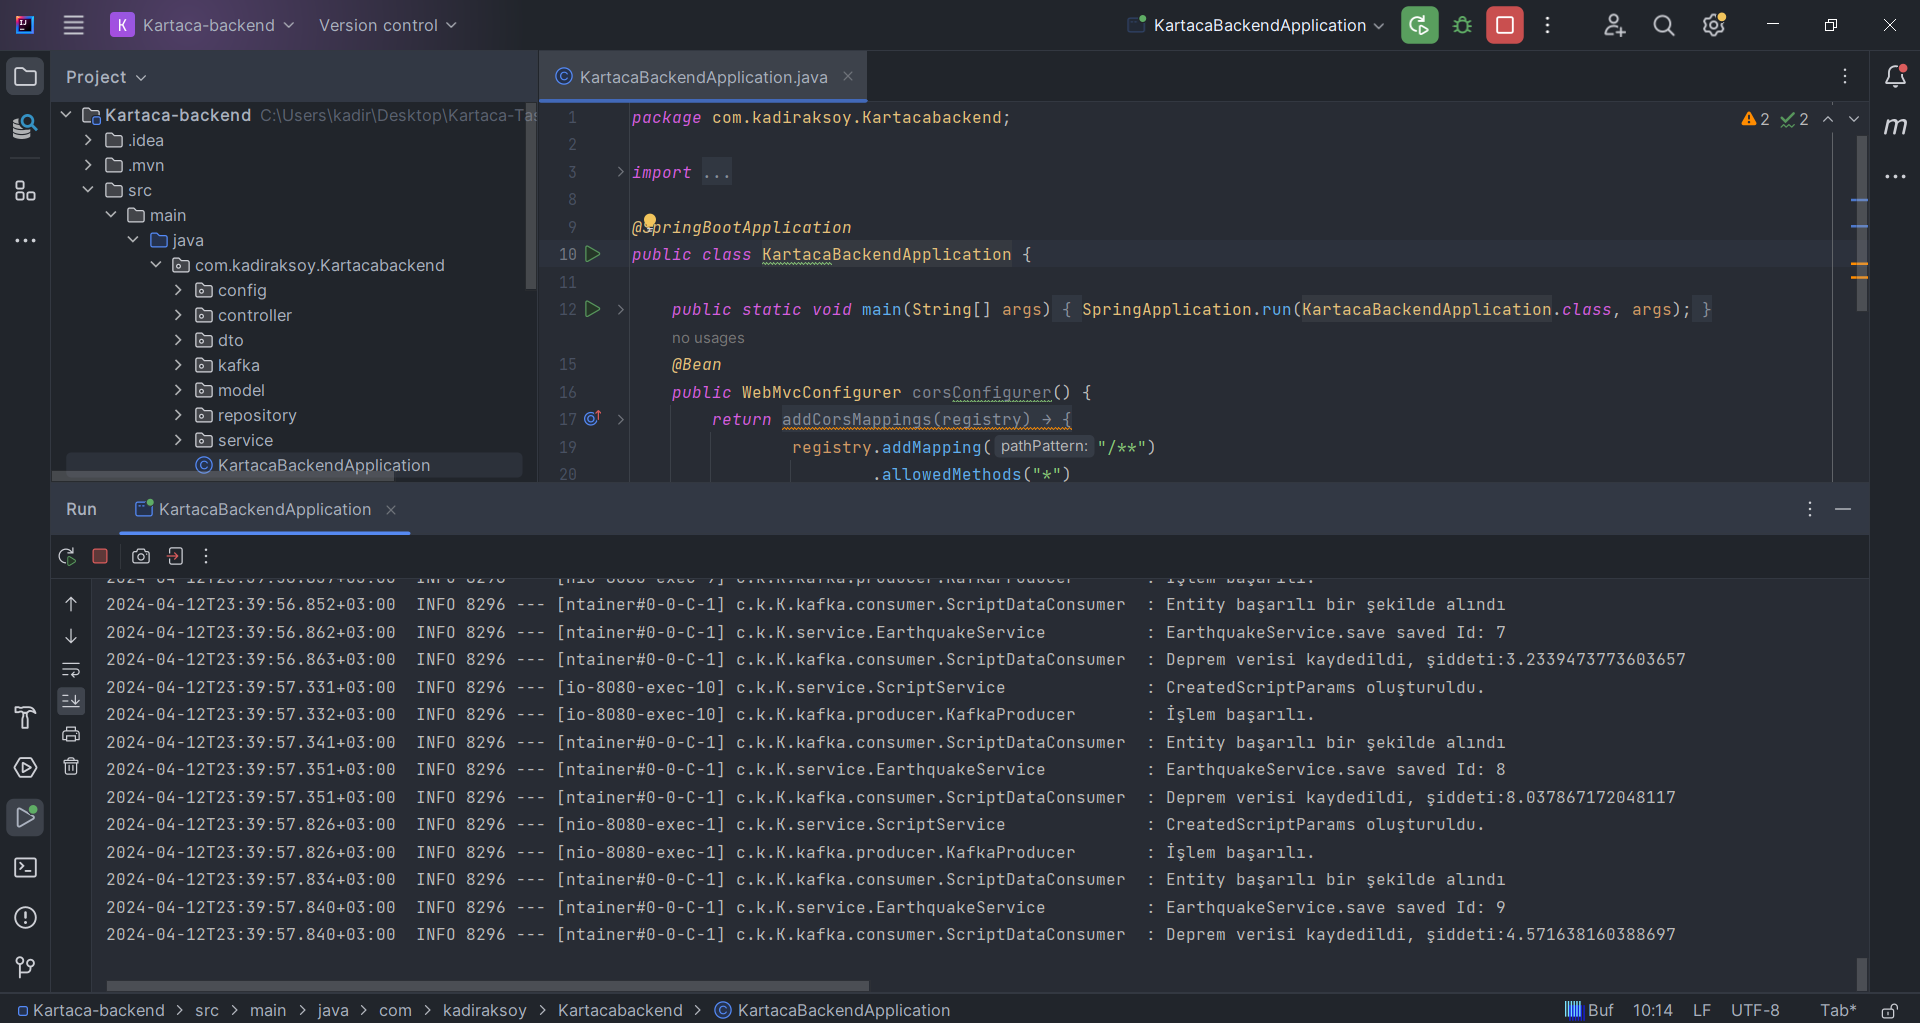 K Kartaca-backend Version control KartacaBackendApplication
Project
KartacaBackendApplication.java
Kartaca-backend C:\Users\kadir\Desktop\Kartaca-Ta
.idea
.mvn
src
main
java
com.kadiraksoy.Kartacabackend
config
controller
dto
kafka
model
repository
service
KartacaBackendApplication
1 package com.kadiraksoy.Kartacabackend;
2
3 import ...
8
9 @SpringBootApplication
10 public class KartacaBackendApplication {
11
12 public static void main(String[] args) { SpringApplication.run(KartacaBackendApplication.class, args); }
no usages
15 @Bean
16 public WebMvcConfigurer corsConfigurer() {
17 return addCorsMappings(registry) → {
19 registry.addMapping( pathPattern: "/**")
20 .allowedMethods("*")
2 2
m
Run KartacaBackendApplication
2024-04-12T23:39:56.837+03:00 INFO 8296 --- [nio-8080-exec-9] c.k.K.kafka.producer.KafkaProducer : İşlem başarılı.
2024-04-12T23:39:56.852+03:00 INFO 8296 --- [ntainer#0-0-C-1] c.k.K.kafka.consumer.ScriptDataConsumer : Entity başarılı bir şekilde alındı
2024-04-12T23:39:56.862+03:00 INFO 8296 --- [ntainer#0-0-C-1] c.k.K.service.EarthquakeService : EarthquakeService.save saved Id: 7
2024-04-12T23:39:56.863+03:00 INFO 8296 --- [ntainer#0-0-C-1] c.k.K.kafka.consumer.ScriptDataConsumer : Deprem verisi kaydedildi, şiddeti:3.2339473773603657
2024-04-12T23:39:57.331+03:00 INFO 8296 --- [io-8080-exec-10] c.k.K.service.ScriptService : CreatedScriptParams oluşturuldu.
2024-04-12T23:39:57.332+03:00 INFO 8296 --- [io-8080-exec-10] c.k.K.kafka.producer.KafkaProducer : İşlem başarılı.
2024-04-12T23:39:57.341+03:00 INFO 8296 --- [ntainer#0-0-C-1] c.k.K.kafka.consumer.ScriptDataConsumer : Entity başarılı bir şekilde alındı
2024-04-12T23:39:57.351+03:00 INFO 8296 --- [ntainer#0-0-C-1] c.k.K.service.EarthquakeService : EarthquakeService.save saved Id: 8
2024-04-12T23:39:57.351+03:00 INFO 8296 --- [ntainer#0-0-C-1] c.k.K.kafka.consumer.ScriptDataConsumer : Deprem verisi kaydedildi, şiddeti:8.037867172048117
2024-04-12T23:39:57.826+03:00 INFO 8296 --- [nio-8080-exec-1] c.k.K.service.ScriptService : CreatedScriptParams oluşturuldu.
2024-04-12T23:39:57.826+03:00 INFO 8296 --- [nio-8080-exec-1] c.k.K.kafka.producer.KafkaProducer : İşlem başarılı.
2024-04-12T23:39:57.834+03:00 INFO 8296 --- [ntainer#0-0-C-1] c.k.K.kafka.consumer.ScriptDataConsumer : Entity başarılı bir şekilde alındı
2024-04-12T23:39:57.840+03:00 INFO 8296 --- [ntainer#0-0-C-1] c.k.K.service.EarthquakeService : EarthquakeService.save saved Id: 9
2024-04-12T23:39:57.840+03:00 INFO 8296 --- [ntainer#0-0-C-1] c.k.K.kafka.consumer.ScriptDataConsumer : Deprem verisi kaydedildi, şiddeti:4.571638160388697
Kartaca-backend > src > main > java > com > kadiraksoy > Kartacabackend > KartacaBackendApplication Buf 10:14 LF UTF-8 Tab*